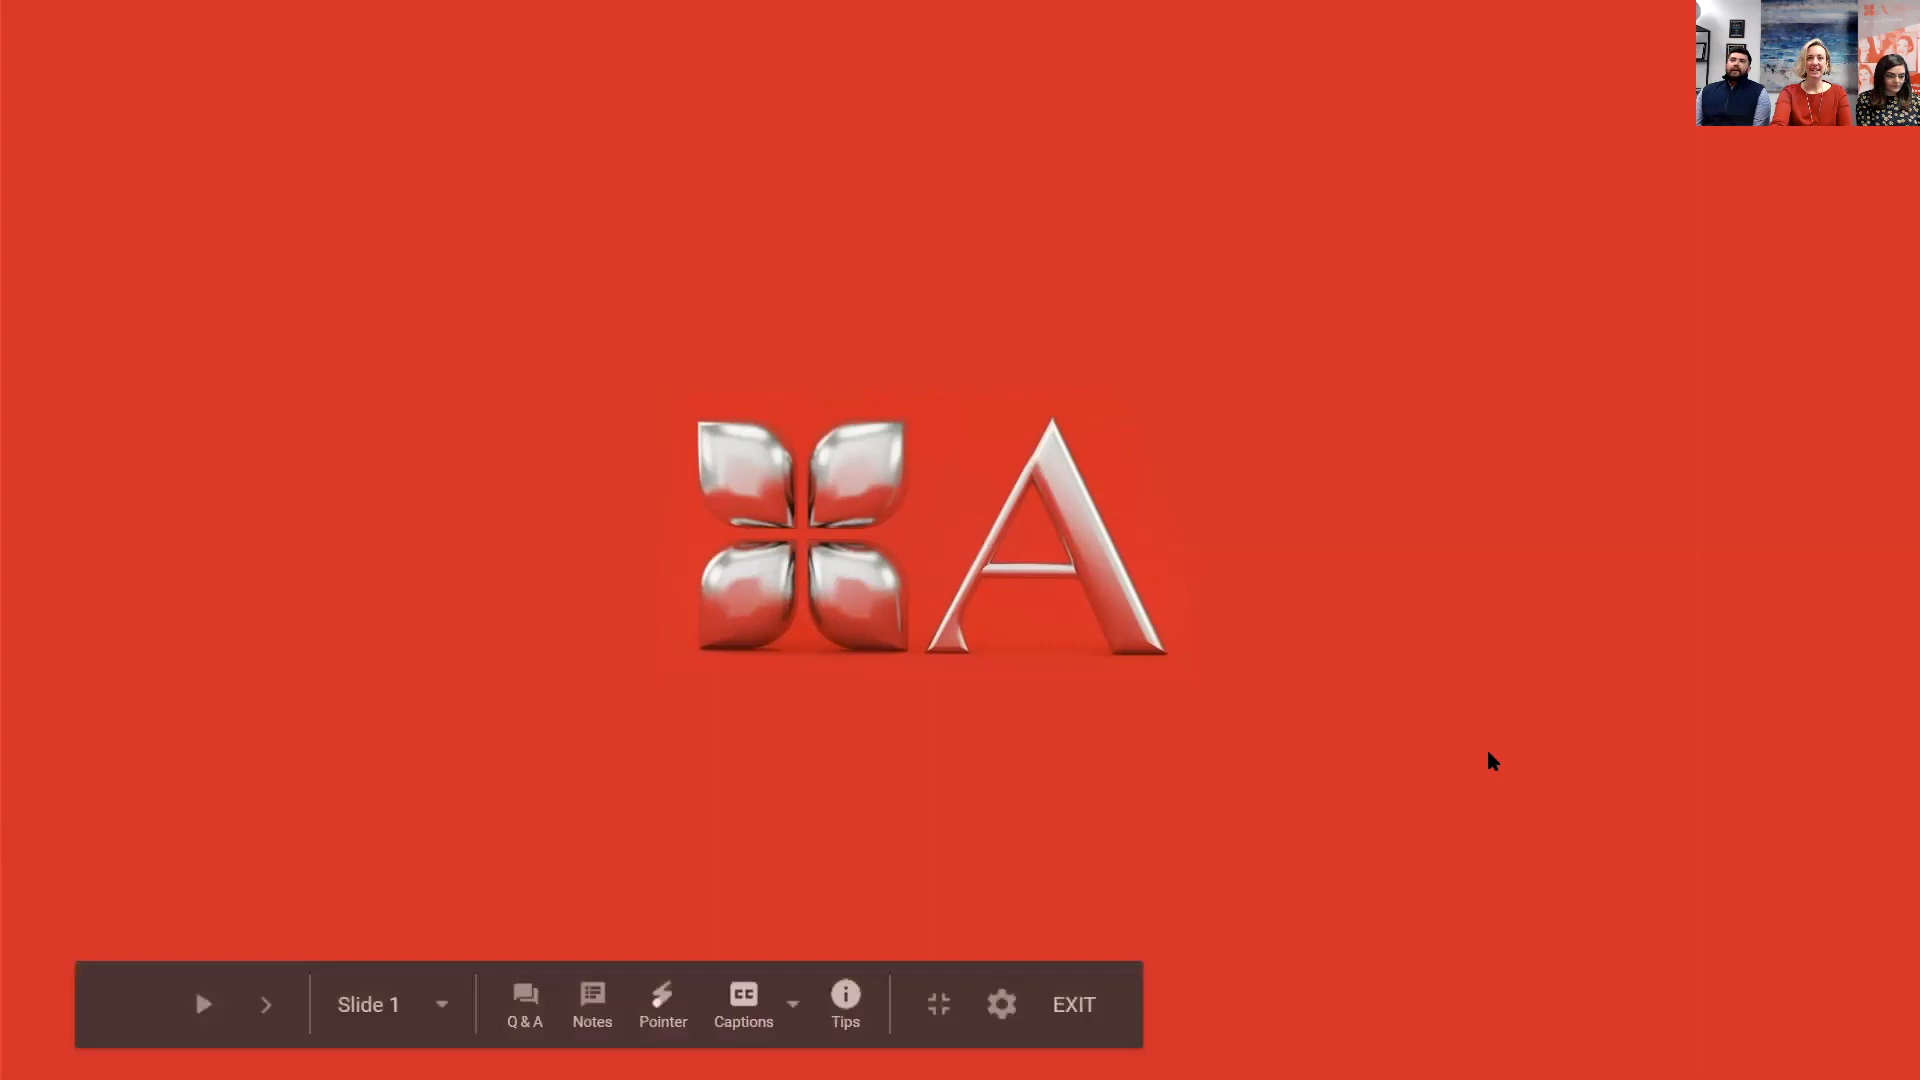 A
Slide 1
Q & A
Notes
Pointer
Captions
Tips
EXIT